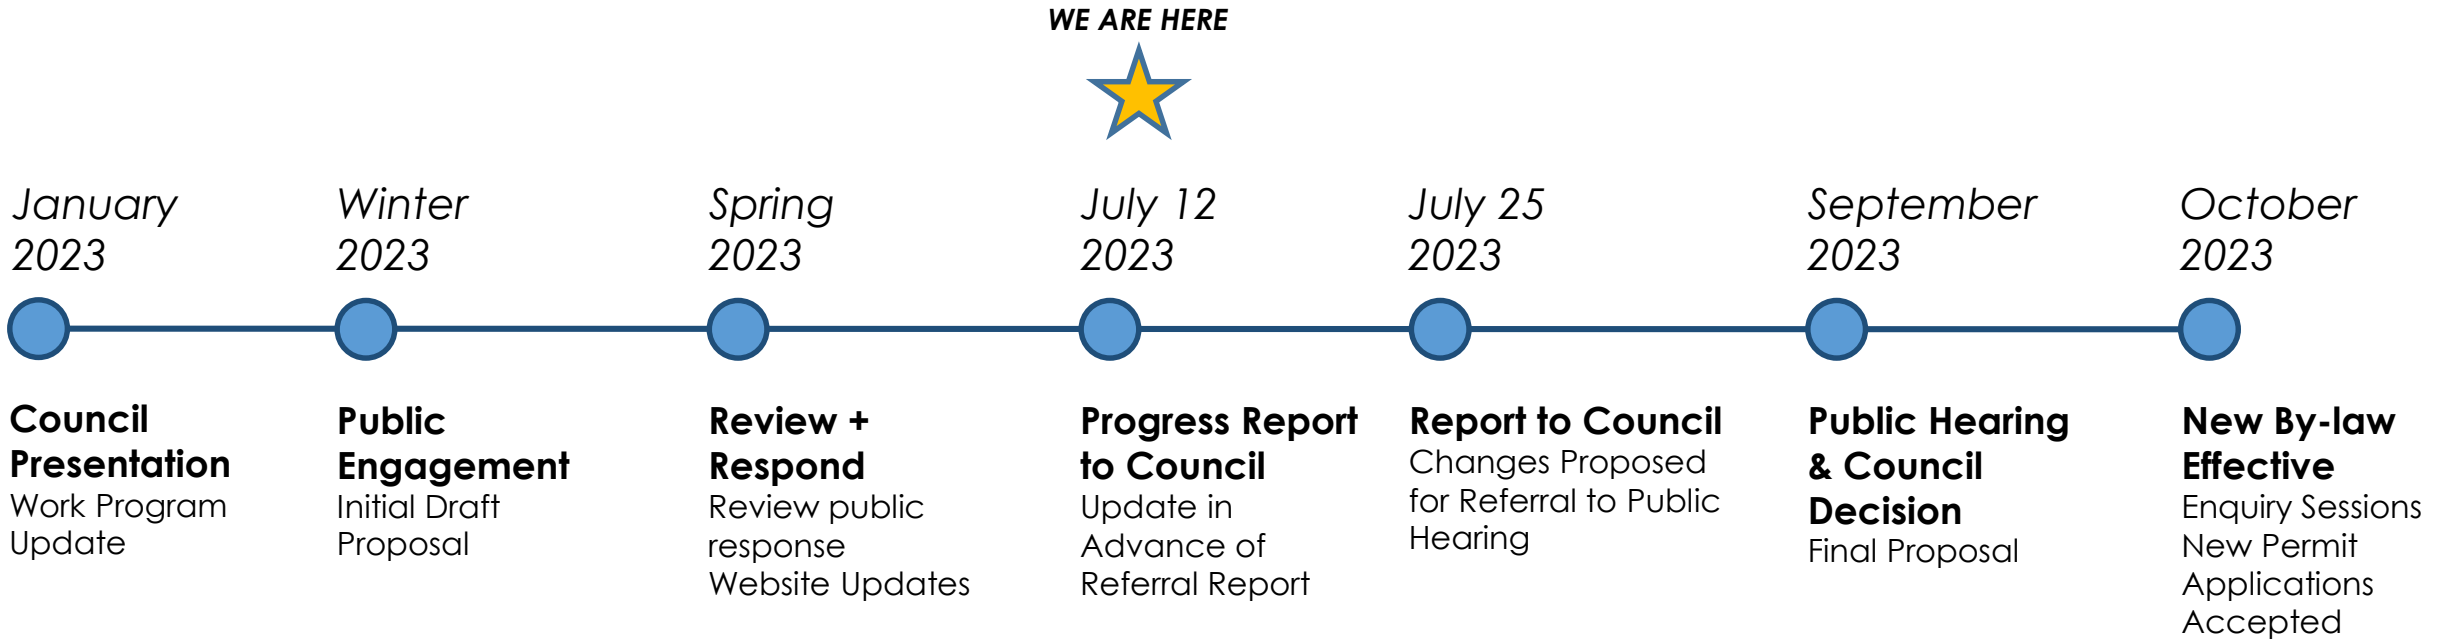 WE ARE HERE
January
2023
Winter
2023
Spring
2023
July 12
2023
July 25
2023
September
2023
October
2023
Council
Presentation
Work Program
Update
Public
Engagement
Initial Draft
Proposal
Review +
Respond
Review public
response
Website Updates
Progress Report
to Council
Update in
Advance of
Referral Report
Report to Council
Changes Proposed
for Referral to Public
Hearing
Public Hearing
& Council
Decision
Final Proposal
New By-law
Effective
Enquiry Sessions
New Permit
Applications
Accepted